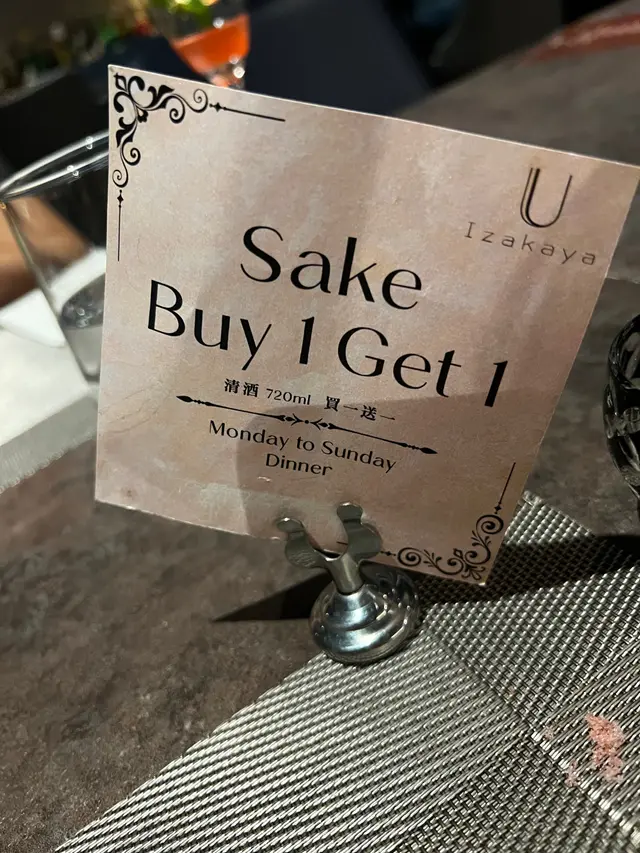 U
Izakaya
Sake
Buy 1 Get 1
清酒 720ml 買一送一
Monday to Sunday
Dinner